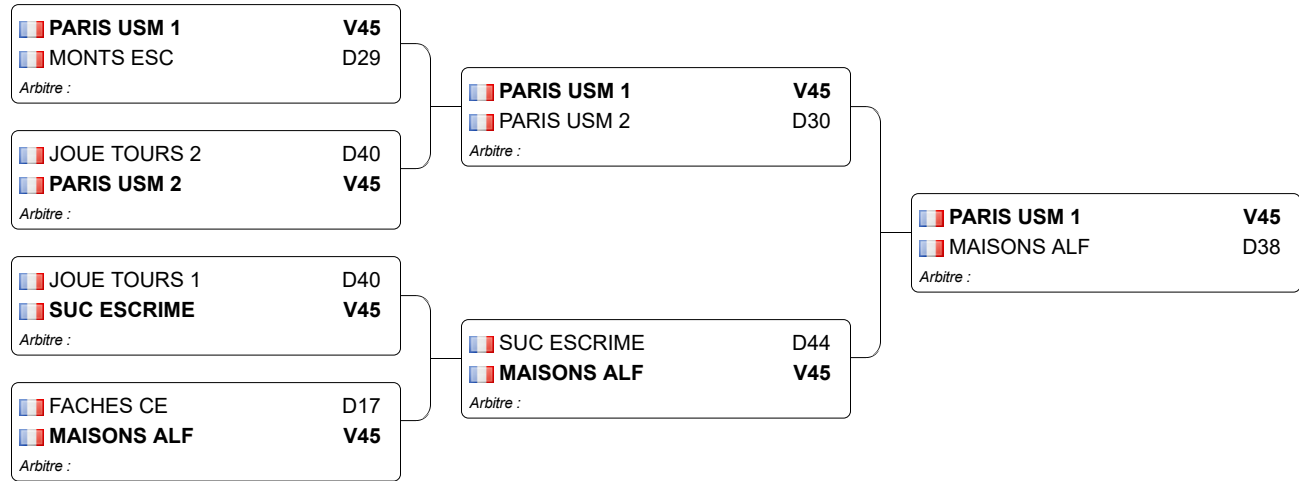 PARIS USM 1 V45
MONTS ESC D29
Arbitre :
JOUE TOURS 2 D40
PARIS USM 2 V45
Arbitre :
JOUE TOURS 1 D40
SUC ESCRIME V45
Arbitre :
FACHES CE D17
MAISONS ALF V45
Arbitre :
PARIS USM 1 V45
PARIS USM 2 D30
Arbitre :
SUC ESCRIME D44
MAISONS ALF V45
Arbitre :
PARIS USM 1 V45
MAISONS ALF D38
Arbitre :